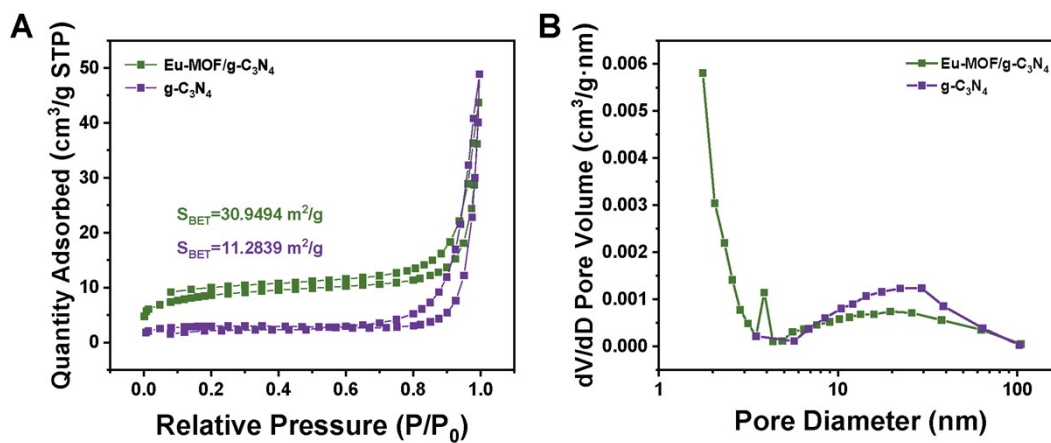 A
Quantity Adsorbed (cm³/g STP)
50
40
30
20
10
0
Eu-MOF/g-C₃N₄
g-C₃N₄
S_BET=30.9494 m²/g
S_BET=11.2839 m²/g
0.0 0.2 0.4 0.6 0.8 1.0
Relative Pressure (P/P₀)
B
dV/dlD Pore Volume (cm³/g·nm)
0.006
0.005
0.004
0.003
0.002
0.001
0.000
Eu-MOF/g-C₃N₄
g-C₃N₄
1 10 100
Pore Diameter (nm)